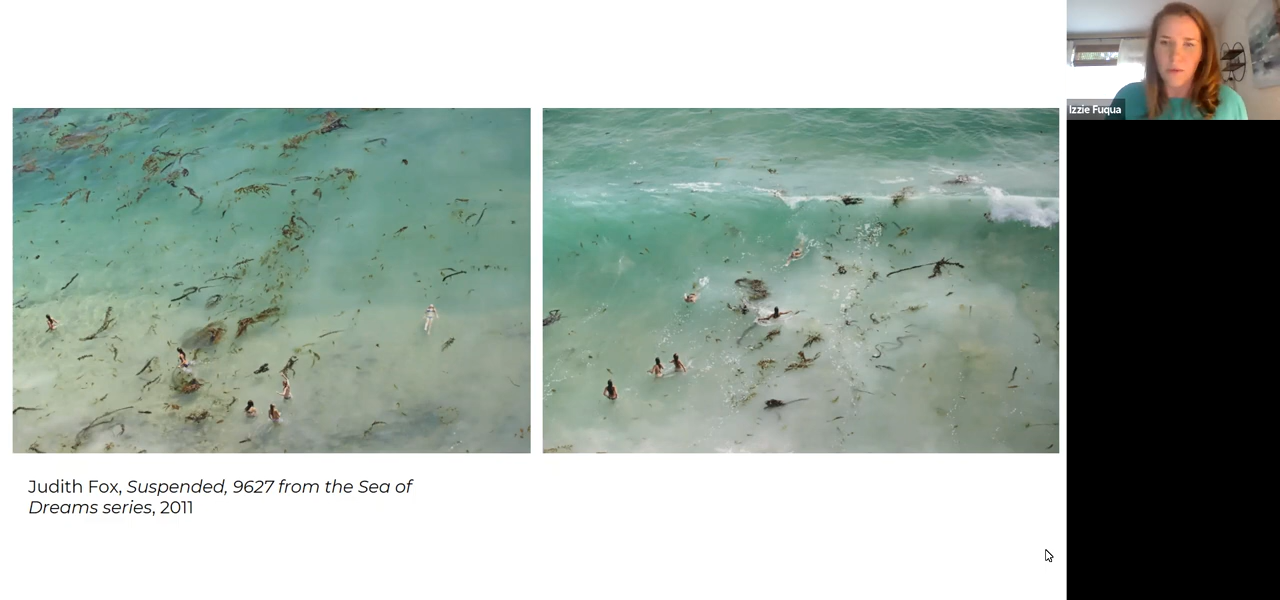 Izzie Fuqua
Judith Fox, Suspended, 9627 from the Sea of
Dreams series, 2011